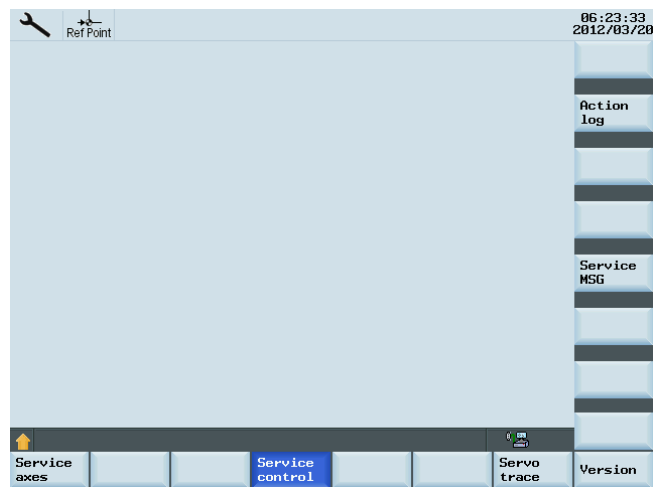 06:23:33
Ref Point
2012/03/20
Action
log
Service
MSG
Service
axes
Service
control
Servo
trace
Version